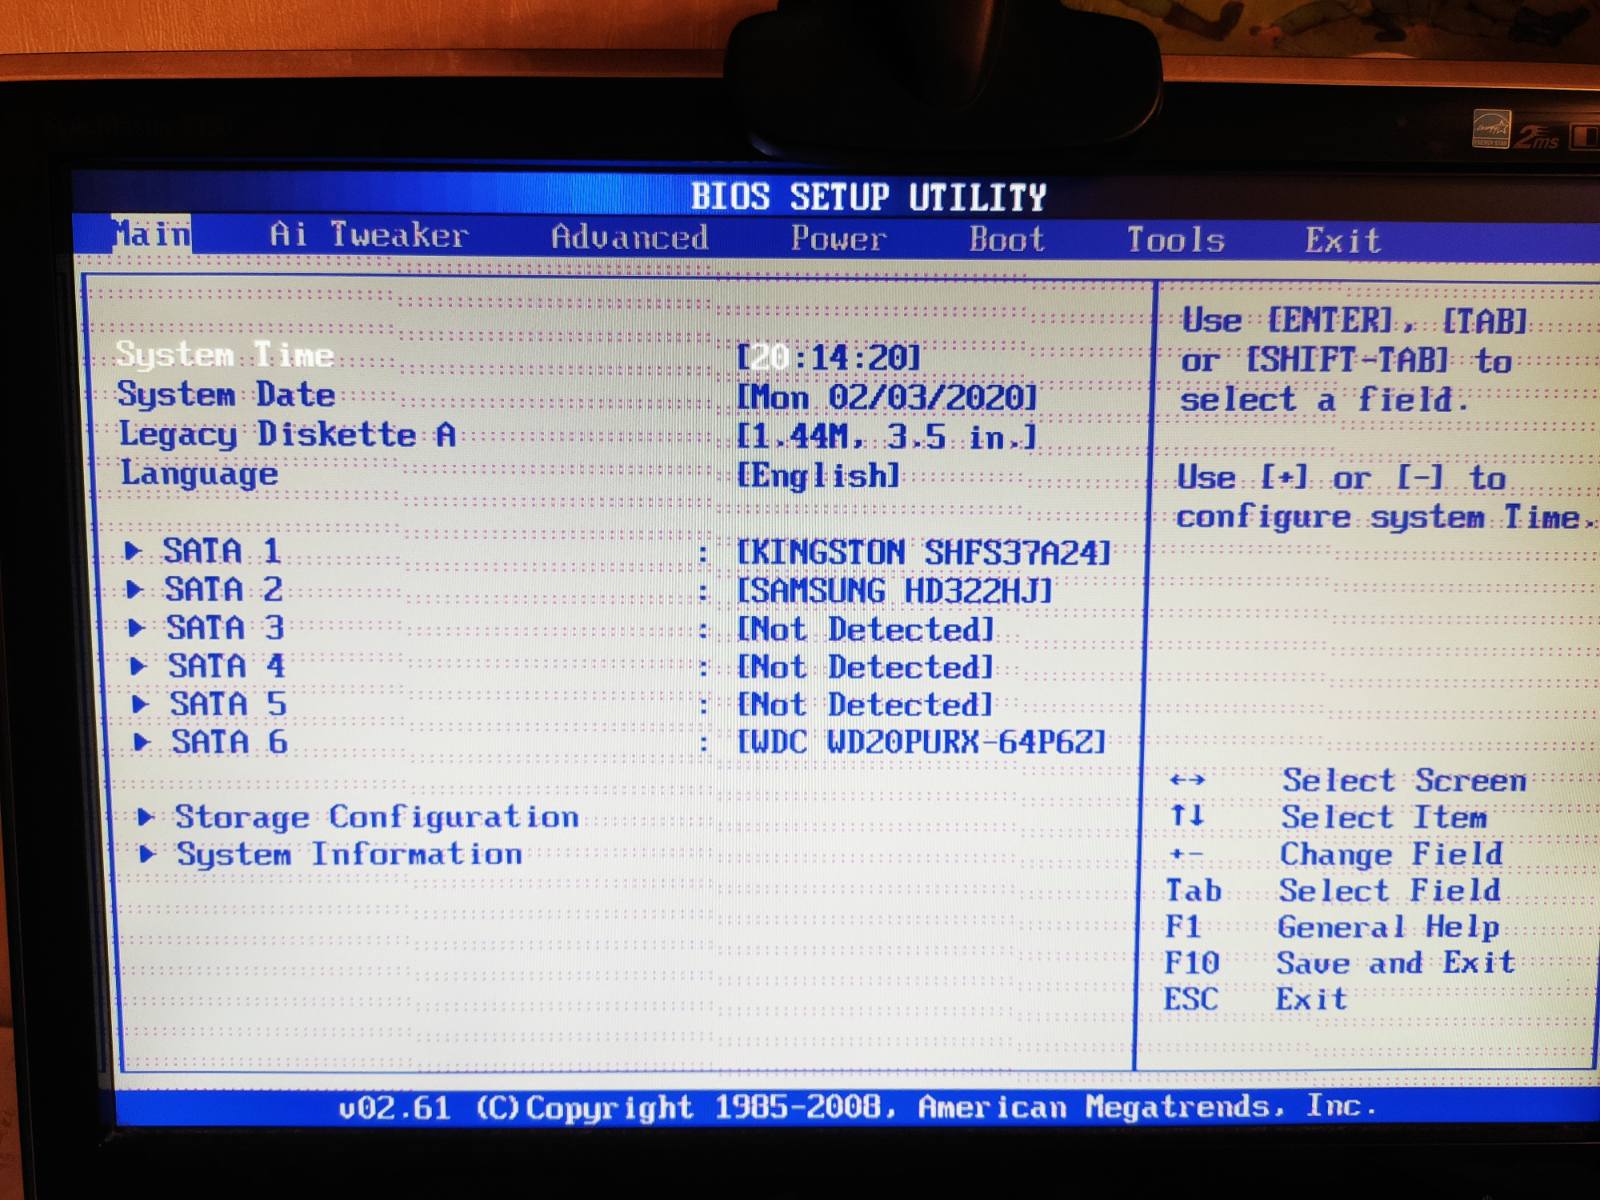 2ms
BIOS SETUP UTILITY
Main Ai Tweaker Advanced Power Boot Tools Exit
System Time [20:14:20]
System Date [Mon 02/03/2020]
Legacy Diskette A [1.44M, 3.5 in.]
Language [English]
▶ SATA 1 : [KINGSTON SHFS37A24]
▶ SATA 2 : [SAMSUNG HD322HJ]
▶ SATA 3 : [Not Detected]
▶ SATA 4 : [Not Detected]
▶ SATA 5 : [Not Detected]
▶ SATA 6 : [WDC WD20PURX-64P6Z]
▶ Storage Configuration
▶ System Information
Use [ENTER], [TAB]
or [SHIFT-TAB] to
select a field.
Use [+] or [-] to
configure system Time.
↔ Select Screen
↑↓ Select Item
+- Change Field
Tab Select Field
F1 General Help
F10 Save and Exit
ESC Exit
v02.61 (C)Copyright 1985-2008, American Megatrends, Inc.